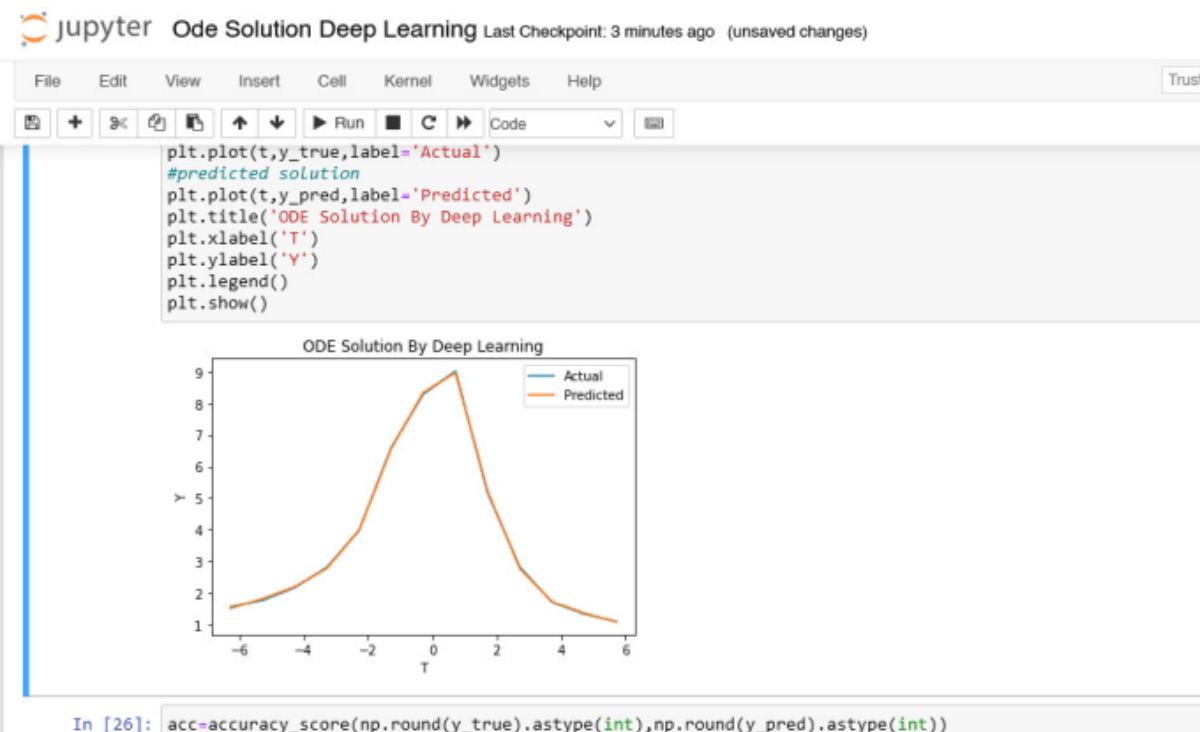 jupyter Ode Solution Deep Learning Last Checkpoint: 3 minutes ago (unsaved changes)
File Edit View Insert Cell Kernel Widgets Help
Trust
Run Code
plt.plot(t,y_true,label='Actual')
#predicted solution
plt.plot(t,y_pred,label='Predicted')
plt.title('ODE Solution By Deep Learning')
plt.xlabel('T')
plt.ylabel('Y')
plt.legend()
plt.show()
ODE Solution By Deep Learning
Actual
Predicted
9
8
7
6
5
4
3
2
1
Y
−6 −4 −2 0 2 4 6
T
In [26]: acc=accuracy_score(np.round(y_true).astype(int),np.round(y_pred).astype(int))